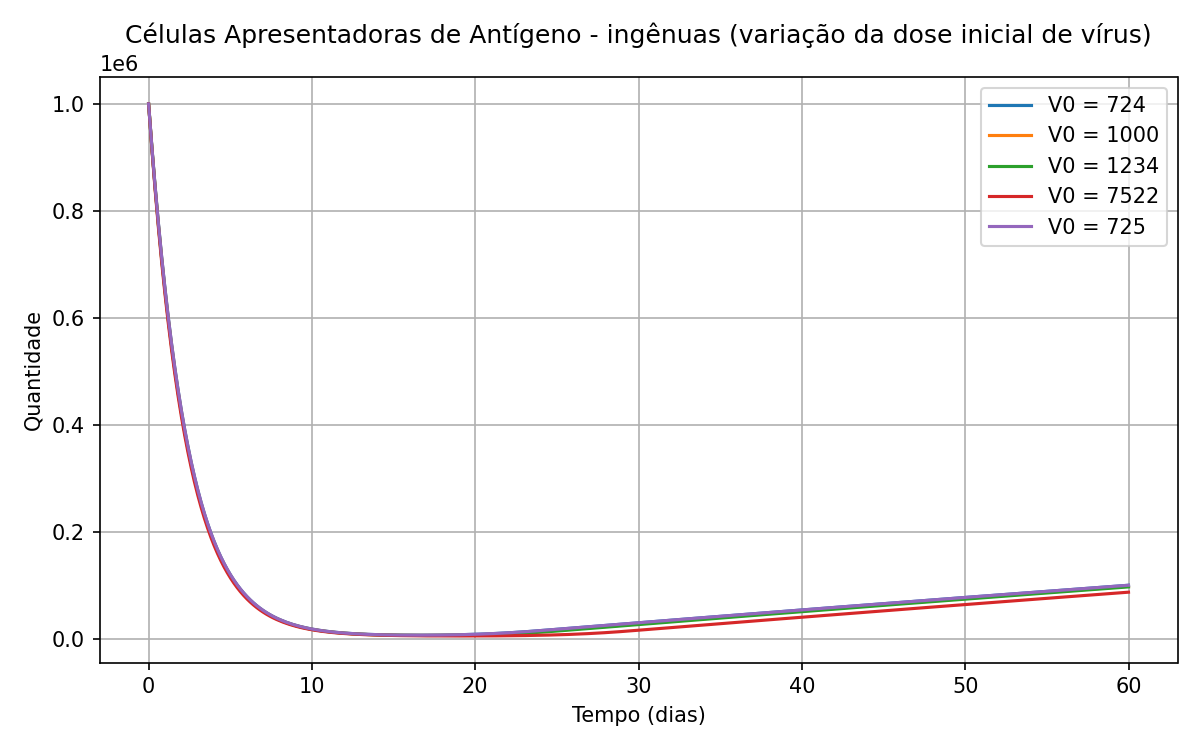 Células Apresentadoras de Antígeno - ingênuas (variação da dose inicial de vírus)
1e6
1.0
0.8
0.6
0.4
0.2
0.0
Quantidade
V0 = 724
V0 = 1000
V0 = 1234
V0 = 7522
V0 = 725
0 10 20 30 40 50 60
Tempo (dias)